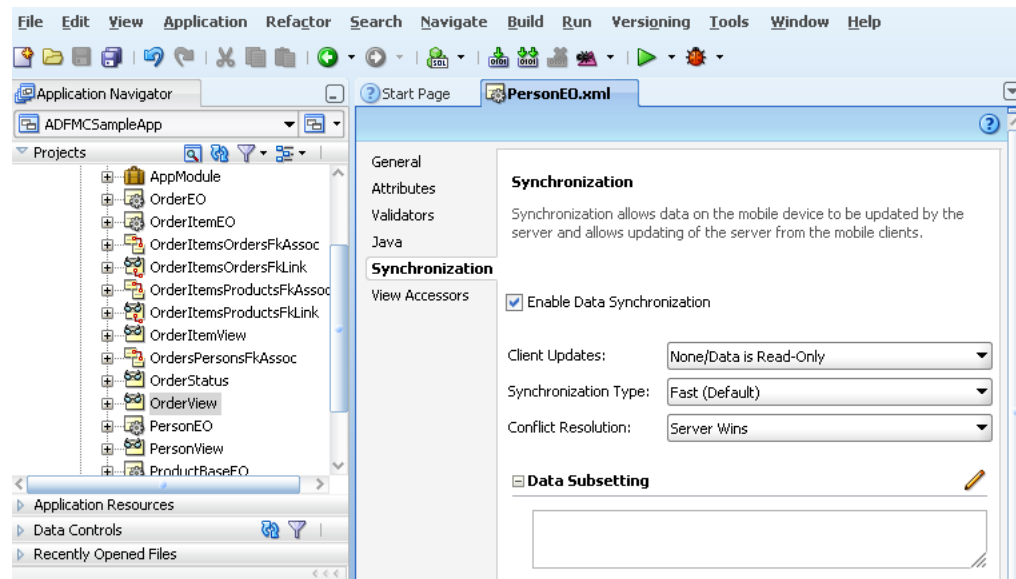 File Edit View Application Refactor Search Navigate Build Run Versioning Tools Window Help
Application Navigator
Start Page
PersonEO.xml
ADFMCSampleApp
Projects
AppModule
OrderEO
OrderItemEO
OrderItemsOrdersFkAssoc
OrderItemsOrdersFkLink
OrderItemsProductsFkAssoc
OrderItemsProductsFkLink
OrderItemView
OrdersPersonsFkAssoc
OrderStatus
OrderView
PersonEO
PersonView
ProductBaseEO
Application Resources
Data Controls
Recently Opened Files
General
Attributes
Validators
Java
Synchronization
View Accessors
Synchronization
Synchronization allows data on the mobile device to be updated by the
server and allows updating of the server from the mobile clients.
Enable Data Synchronization
Client Updates: None/Data is Read-Only
Synchronization Type: Fast (Default)
Conflict Resolution: Server Wins
Data Subsetting